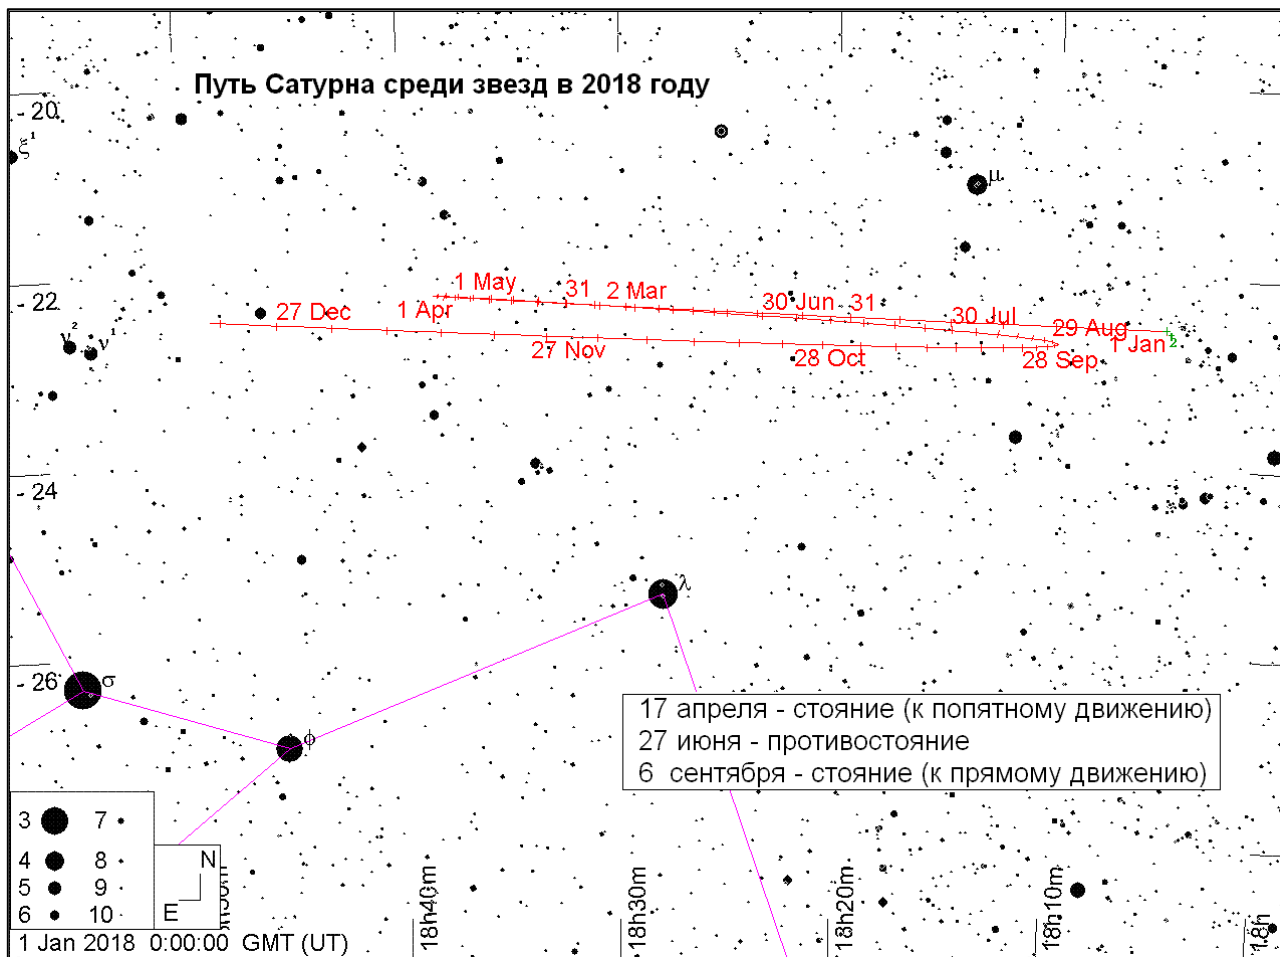 Путь Сатурна среди звезд в 2018 году
- 20
ξ¹
μ
1 May
31
2 Mar
- 22
27 Dec
1 Apr
30 Jun
31
30 Jul
29 Aug
1 Jan
ν²
ν¹
27 Nov
28 Oct
28 Sep
- 24
λ
- 26
σ
φ
17 апреля - стояние (к попятному движению)
27 июня - противостояние
6 сентября - стояние (к прямому движению)
3 7
4 8
5 9
6 10
N
E
18h40m
18h30m
18h20m
18h10m
18h
1 Jan 2018 0:00:00 GMT (UT)